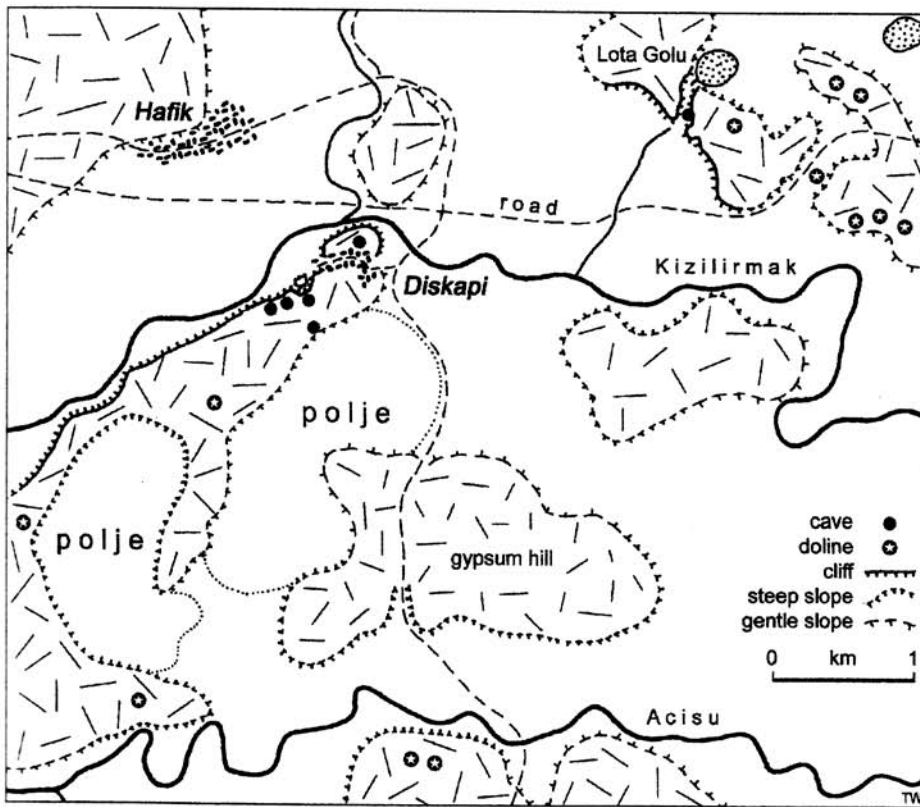 Lota Golu
Hafik
road
Kizilirmak
Diskapi
polje
polje
gypsum hill
cave
doline
cliff
steep slope
gentle slope
0 km 1
Acisu
TW